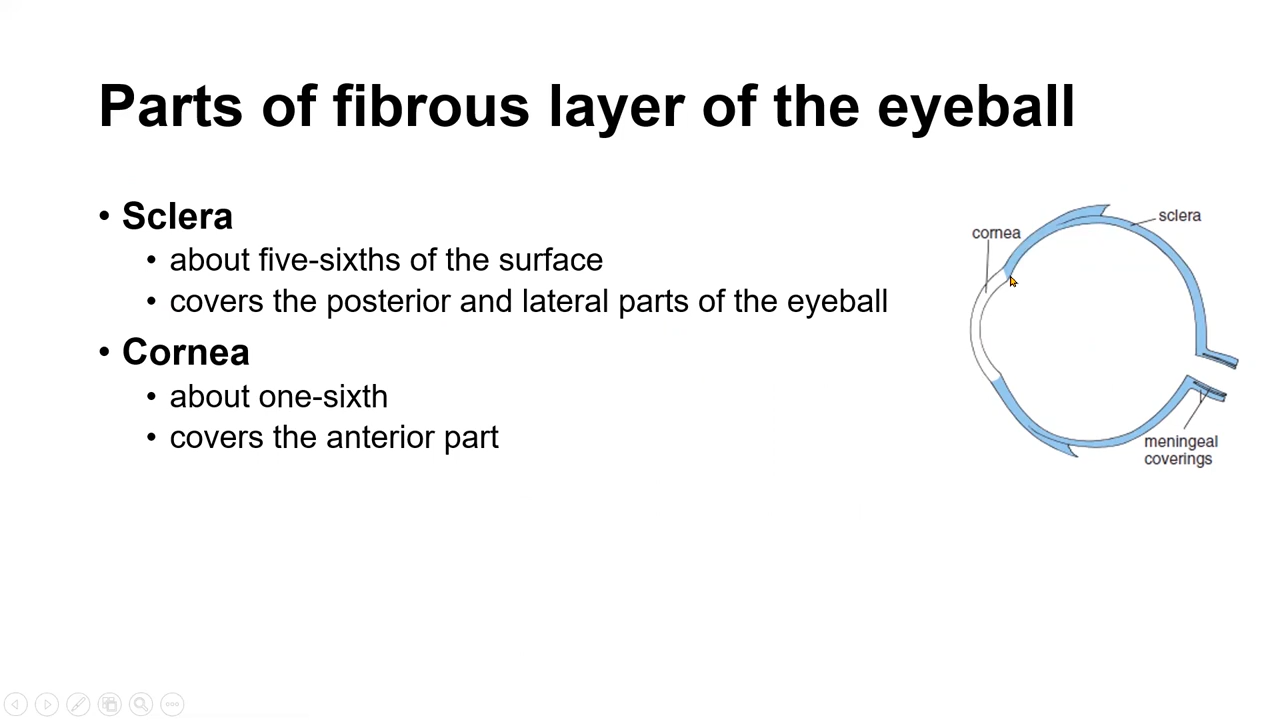 Parts of fibrous layer of the eyeball
• Sclera
• about five-sixths of the surface
• covers the posterior and lateral parts of the eyeball
• Cornea
• about one-sixth
• covers the anterior part
sclera
cornea
meningeal
coverings